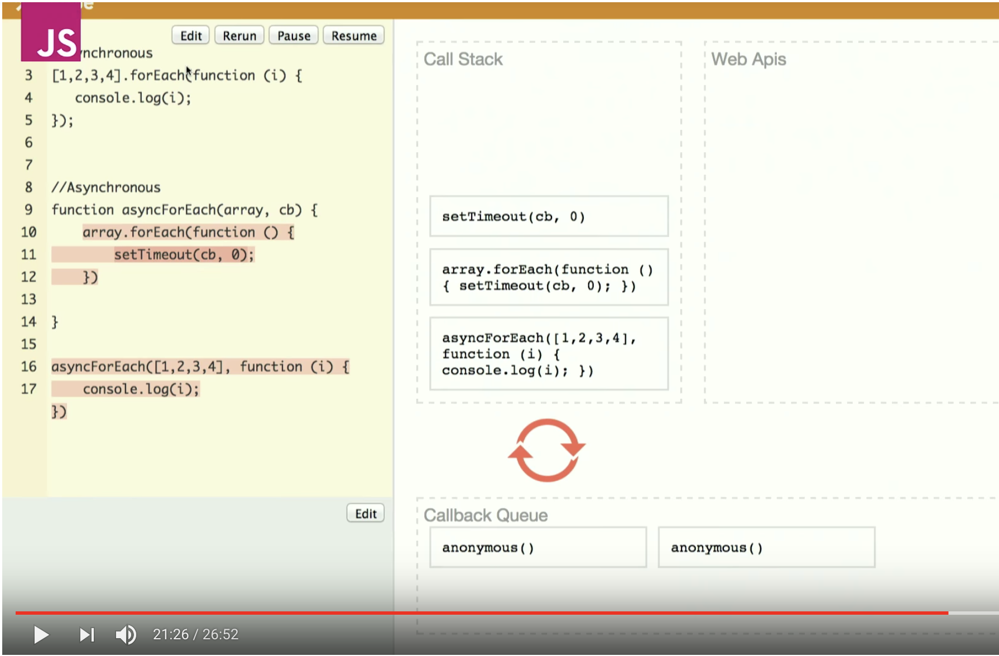 JS
Edit Rerun Pause Resume
nchronous
3 [1,2,3,4].forEach(function (i) {
4 console.log(i);
5 });
6
7
8 //Asynchronous
9 function asyncForEach(array, cb) {
10 array.forEach(function () {
11 setTimeout(cb, 0);
12 })
13
14 }
15
16 asyncForEach([1,2,3,4], function (i) {
17 console.log(i);
})
Edit
Call Stack
setTimeout(cb, 0)
array.forEach(function ()
{ setTimeout(cb, 0); })
asyncForEach([1,2,3,4],
function (i) {
console.log(i); })
Web Apis
Callback Queue
anonymous() anonymous()
21:26 / 26:52